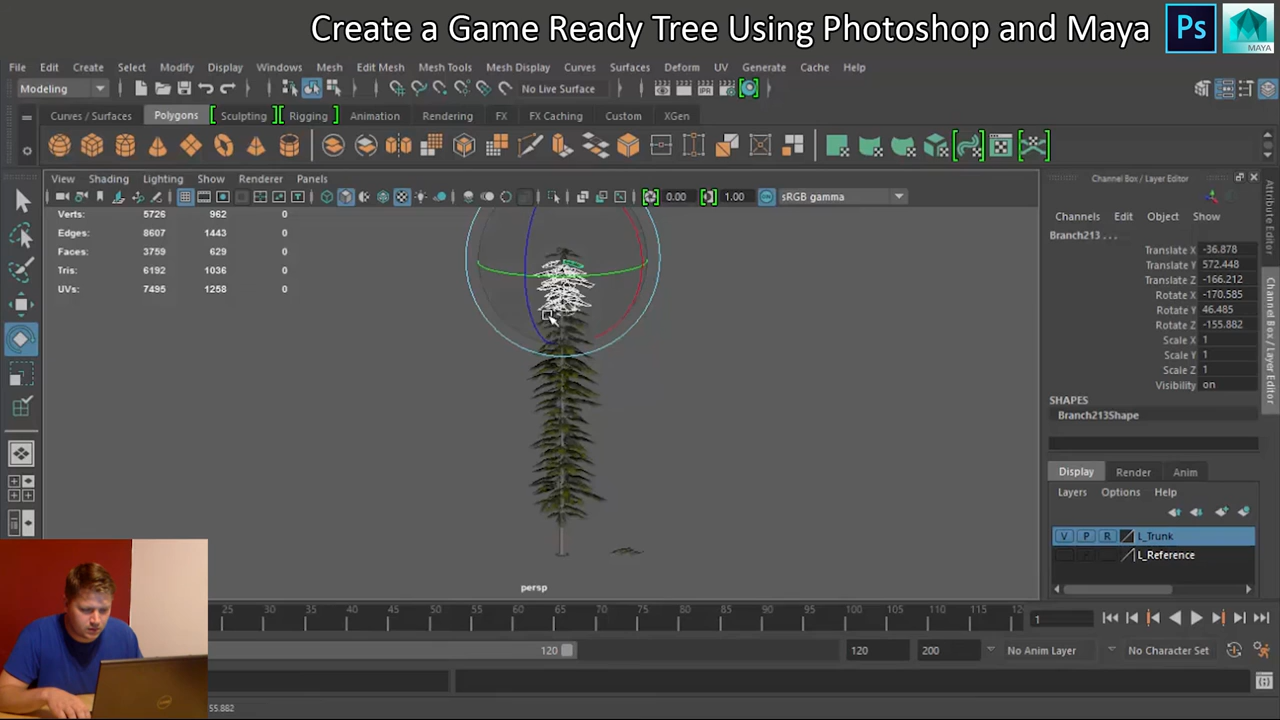 Create a Game Ready Tree Using Photoshop and Maya
Ps
MAYA
File Edit Create Select Modify Display Windows Mesh Edit Mesh Mesh Tools Mesh Display Curves Surfaces Deform UV Generate Cache Help
Modeling No Live Surface
Curves / Surfaces Polygons Sculpting Rigging Animation Rendering FX FX Caching Custom XGen
View Shading Lighting Show Renderer Panels
0.00 1.00 sRGB gamma
Verts: 5726 962 0
Edges: 8607 1443 0
Faces: 3759 629 0
Tris: 6192 1036 0
UVs: 7495 1258 0
persp
Channel Box / Layer Editor
Channels Edit Object Show
Branch213 . . .
Translate X -36.878
Translate Y 572.448
Translate Z -166.212
Rotate X -170.585
Rotate Y 46.485
Rotate Z -155.882
Scale X 1
Scale Y 1
Scale Z 1
Visibility on
SHAPES
Branch213Shape
Display Render Anim
Layers Options Help
V P R L_Trunk
L_Reference
Attribute Editor
Channel Box / Layer Editor
25 30 35 40 45 50 55 60 65 70 75 80 85 90 95 100 105 110 115 12
1
120 120 200 No Anim Layer No Character Set
55.882